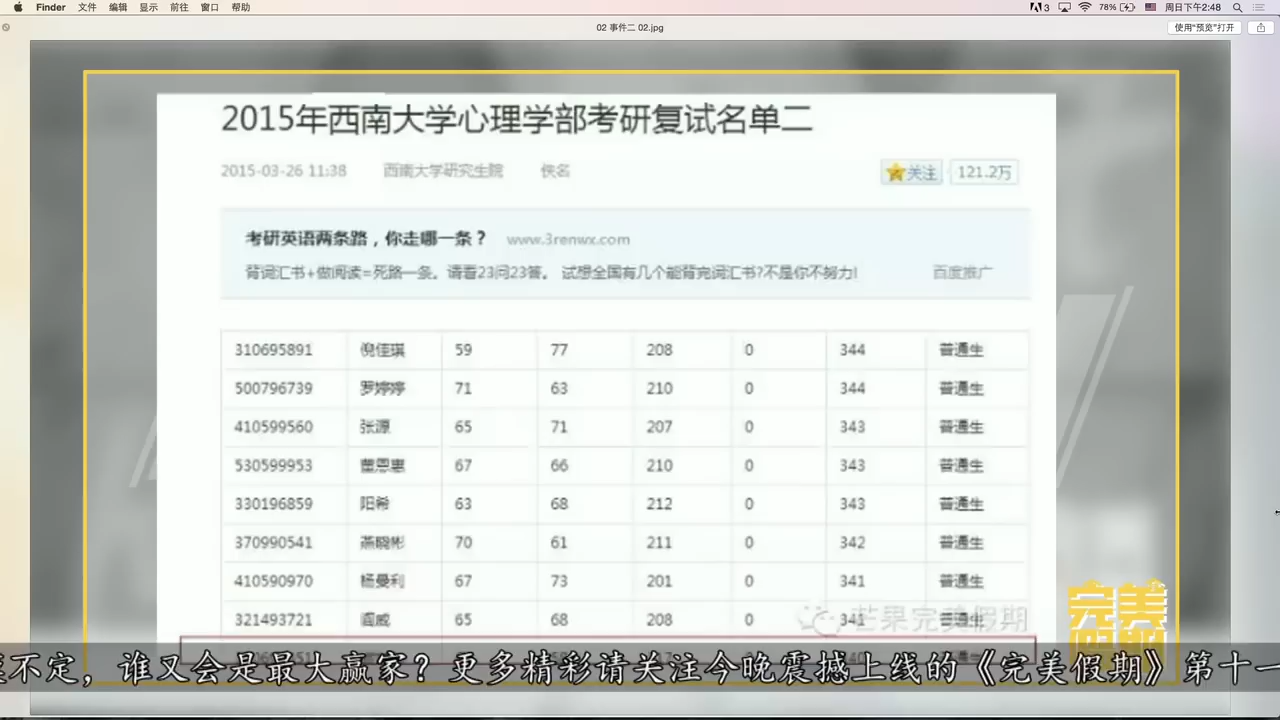 Finder 文件 编辑 显示 前往 窗口 帮助 3 78% 周日下午2:48
02 事件二 02.jpg 使用“预览”打开
2015年西南大学心理学部考研复试名单二
2015-03-26 11:38 西南大学研究生院 佚名 关注 121.2万
考研英语两条路，你走哪一条？ www.3renwx.com
背词汇书+做阅读=死路一条。请看23问23答。 试想全国有几个能背完词汇书?不是你不努力! 百度推广
310695891 倪佳琪 59 77 208 0 344 普通生
500796739 罗婷婷 71 63 210 0 344 普通生
410599560 张源 65 71 207 0 343 普通生
530599953 67 66 210 0 343 普通生
330196859 阳希 63 68 212 0 343 普通生
370990541 燕晓彬 70 61 211 0 342 普通生
410590970 杨曼利 67 73 201 0 341 普通生
321493721 阎威 65 68 208 0 341 普通生
芒果完美假期
完美假期
不定，谁又会是最大赢家？更多精彩请关注今晚震撼上线的《完美假期》第十一